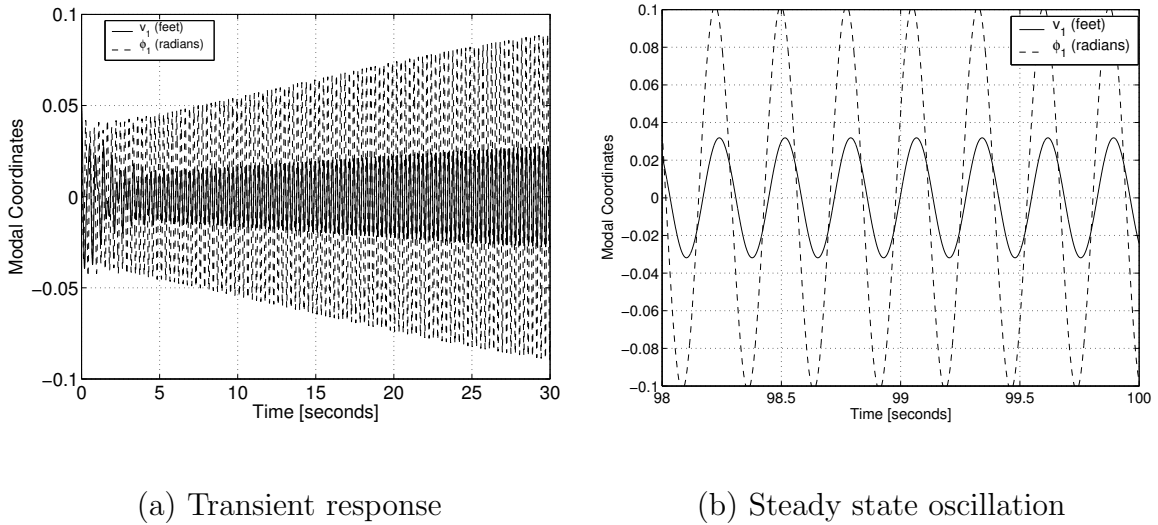 0.1
0.05
0
−0.05
−0.1
Modal Coordinates
v₁ (feet)
ϕ₁ (radians)
0 5 10 15 20 25 30
Time [seconds]
(a) Transient response
0.1
0.08
0.06
0.04
0.02
0
−0.02
−0.04
−0.06
−0.08
−0.1
Modal Coordinates
v₁ (feet)
ϕ₁ (radians)
98 98.5 99 99.5 100
Time [seconds]
(b) Steady state oscillation